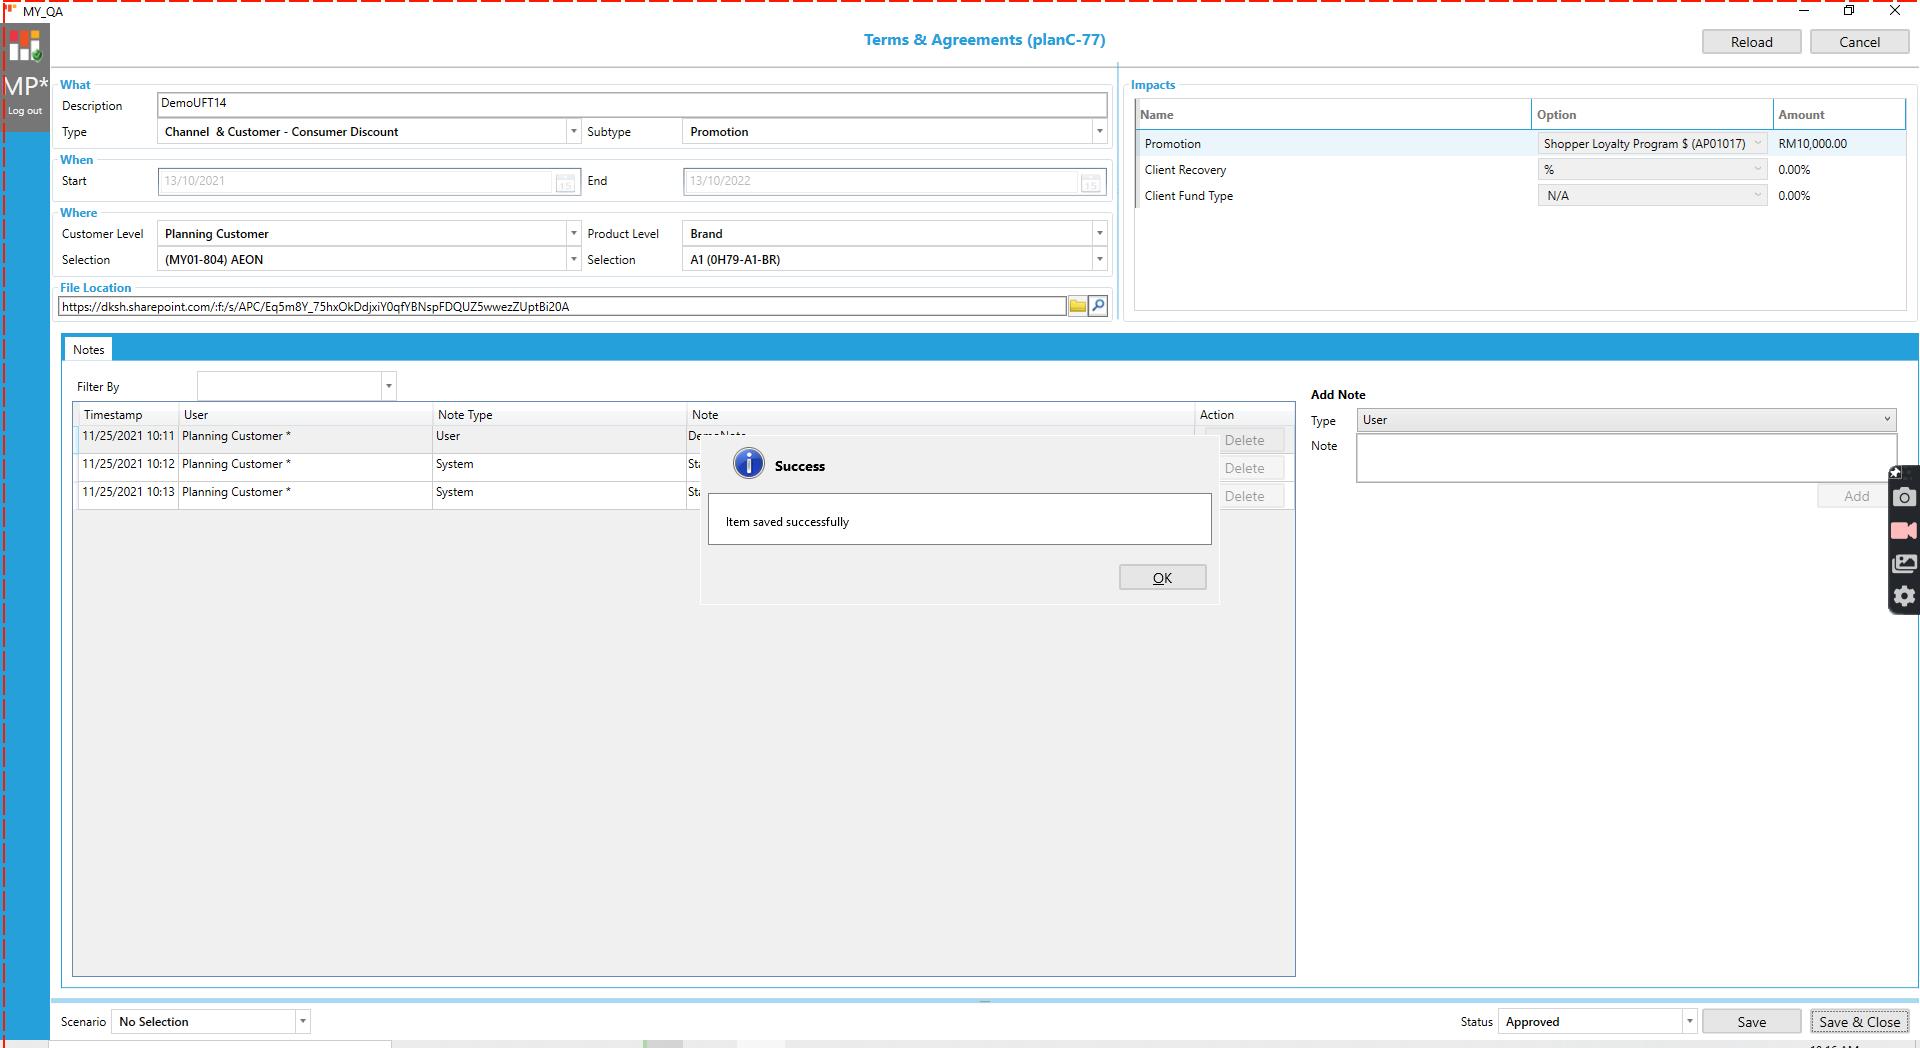 MY_QA
Terms & Agreements (planC-77)
Reload
Cancel
MP*
Log out
What
Description
DemoUFT14
Type
Channel & Customer - Consumer Discount
Subtype
Promotion
When
Start
13/10/2021
15
End
13/10/2022
15
Where
Customer Level
Planning Customer
Product Level
Brand
Selection
(MY01-804) AEON
Selection
A1 (0H79-A1-BR)
File Location
https://dksh.sharepoint.com/:f:/s/APC/Eq5m8Y_75hxOkDdjxiY0qfYBNspFDQUZ5wwezZUptBi20A
Impacts
Name Option Amount
Promotion Shopper Loyalty Program $ (AP01017) RM10,000.00
Client Recovery % 0.00%
Client Fund Type N/A 0.00%
Notes
Filter By
Timestamp User Note Type Note Action
11/25/2021 10:11 Planning Customer * User DemoNote Delete
11/25/2021 10:12 Planning Customer * System Delete
11/25/2021 10:13 Planning Customer * System Delete
Success
Item saved successfully
OK
Add Note
Type
User
Note
Add
Scenario
No Selection
Status
Approved
Save
Save & Close